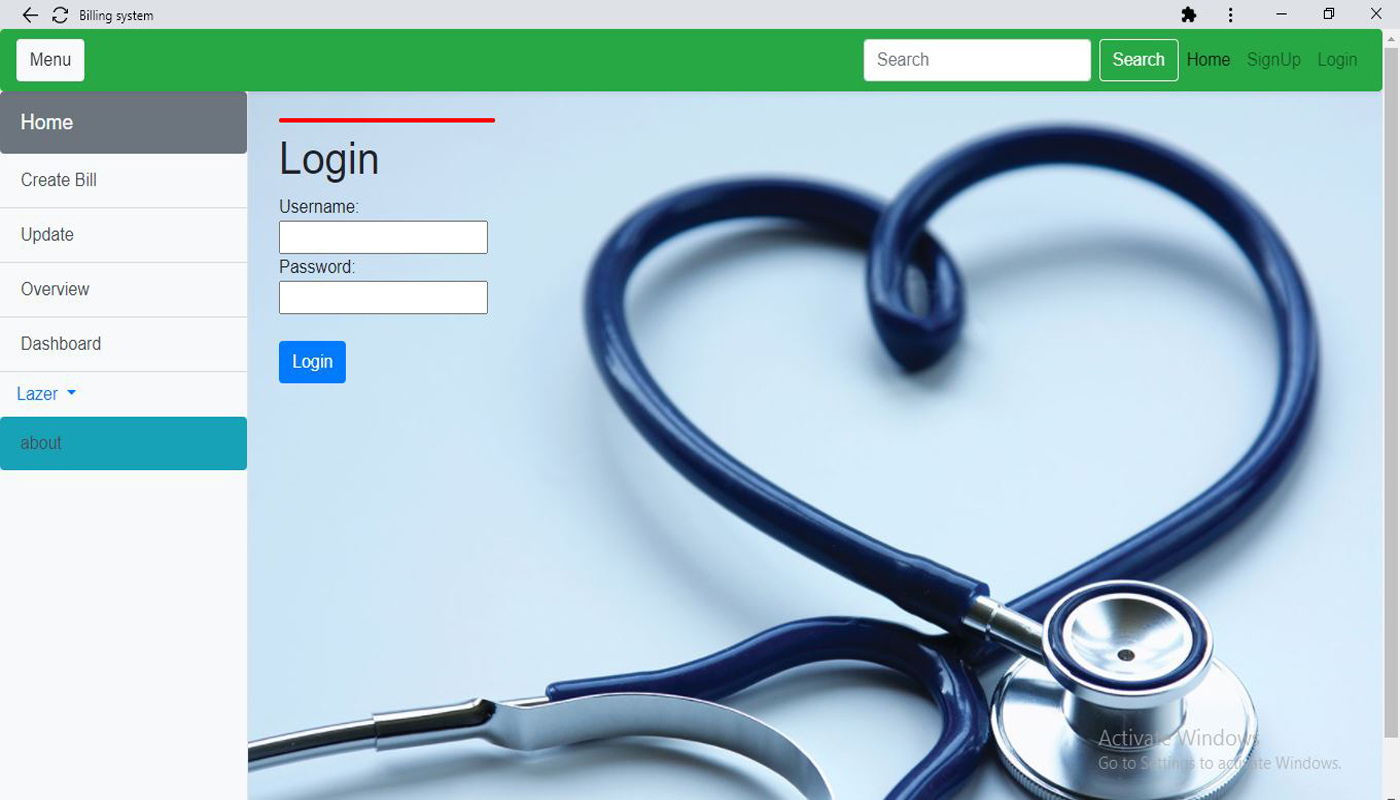 Billing system
Menu
Search
Search
Home
SignUp
Login
Home
Create Bill
Update
Overview
Dashboard
Lazer
about
Login
Username:
Password:
Login
Activate Windows
Go to Settings to activate Windows.